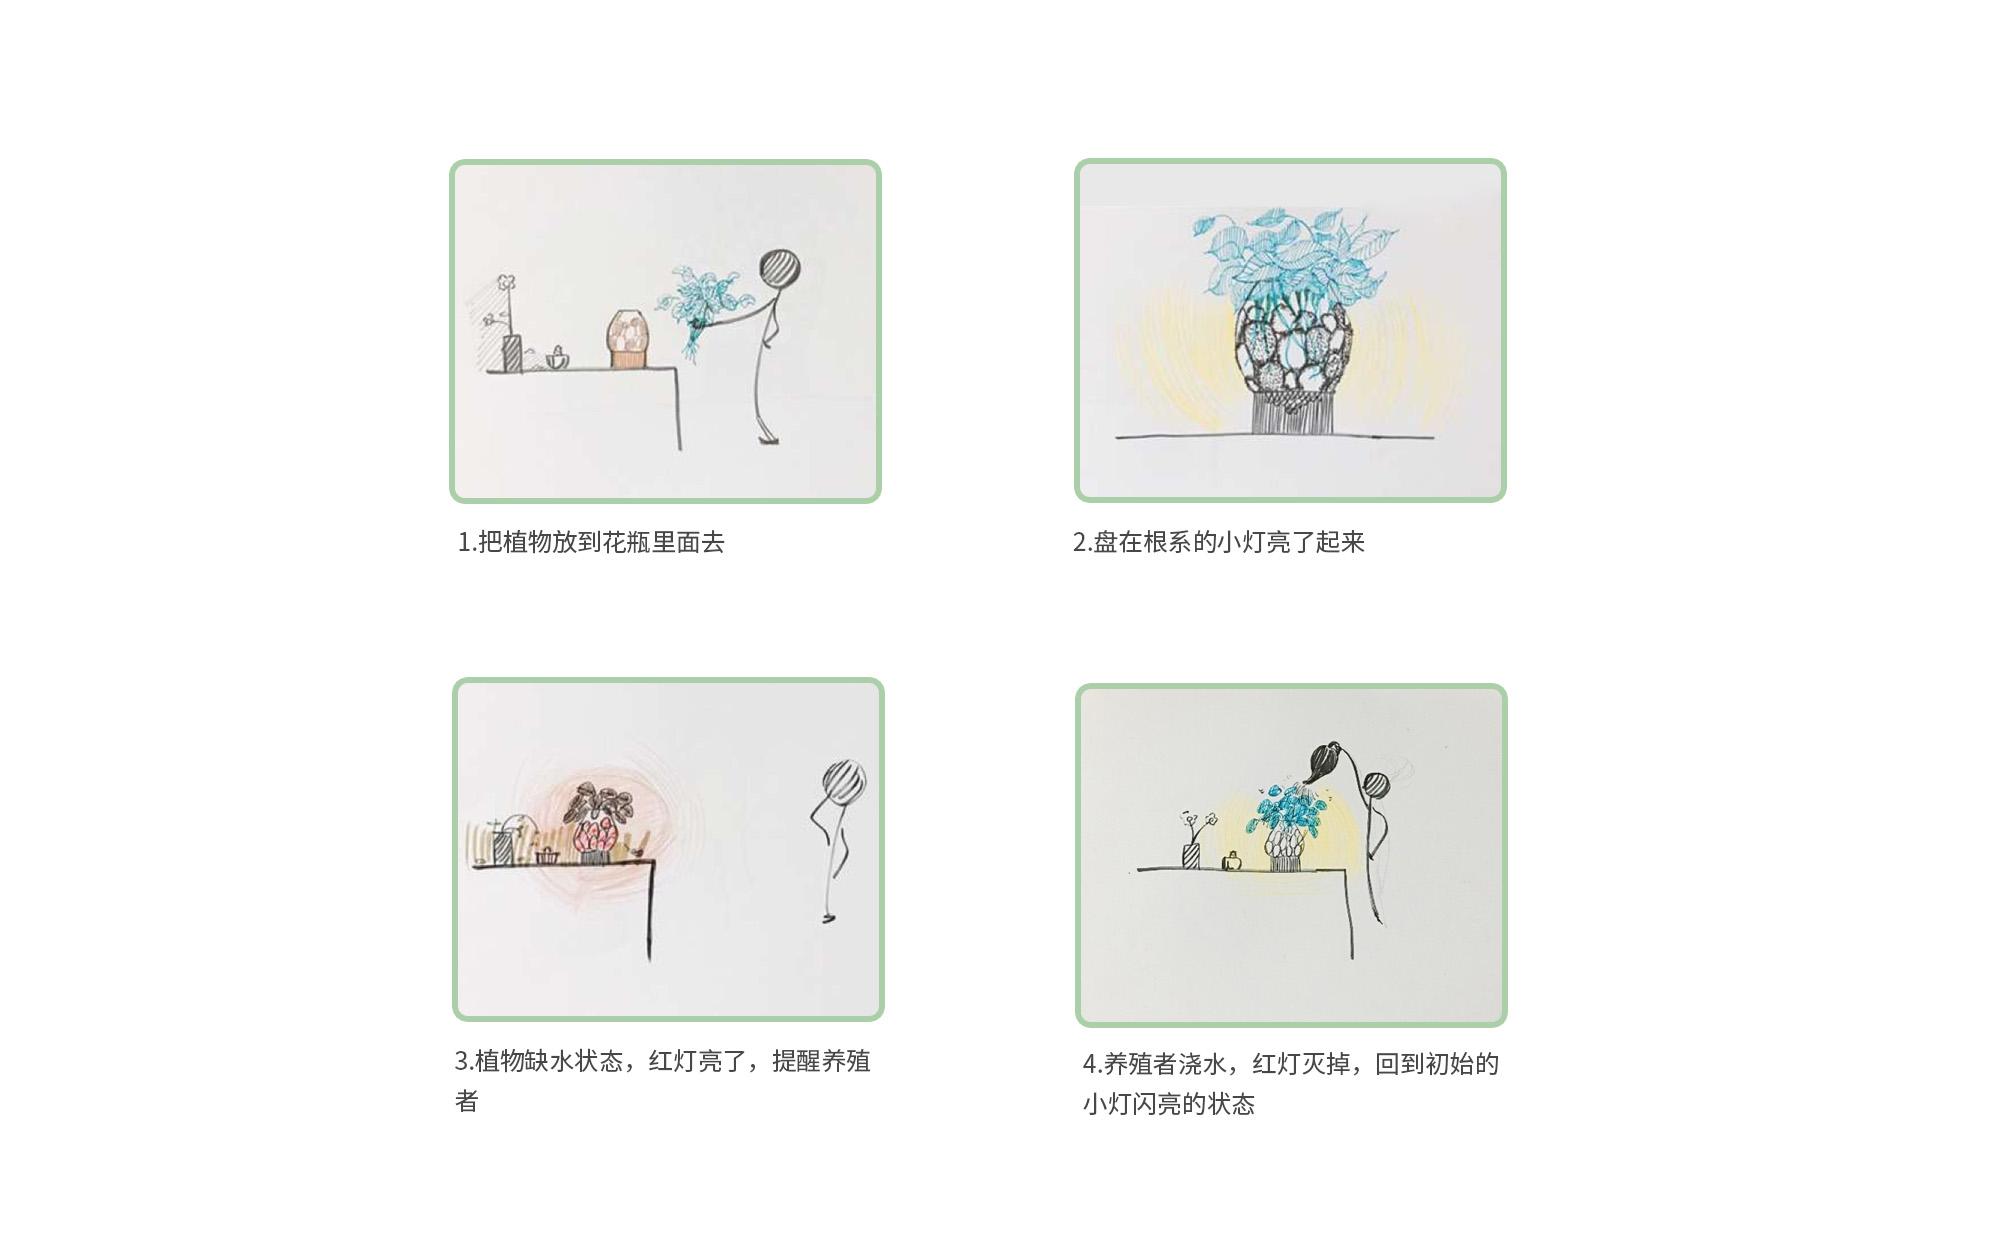 1.把植物放到花瓶里面去
2.盘在根系的小灯亮了起来
3.植物缺水状态，红灯亮了，提醒养殖
者
4.养殖者浇水，红灯灭掉，回到初始的
小灯闪亮的状态